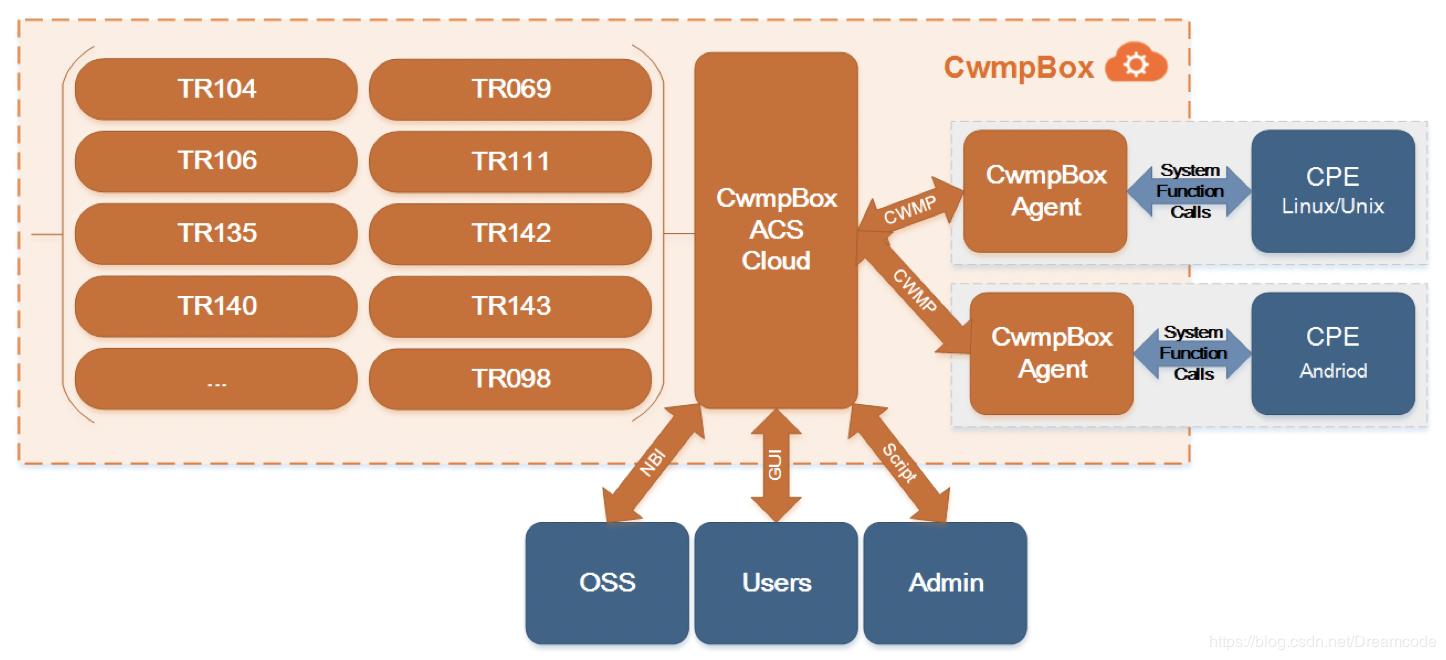 CwmpBox
TR104
TR069
TR106
TR111
TR135
TR142
TR140
TR143
...
TR098
CwmpBox
ACS
Cloud
CWMP
CWMP
CwmpBox
Agent
System
Function
Calls
CPE
Linux/Unix
CwmpBox
Agent
System
Function
Calls
CPE
Andriod
NBI
GUI
Script
OSS
Users
Admin
https://blog.csdn.net/Dreamcode